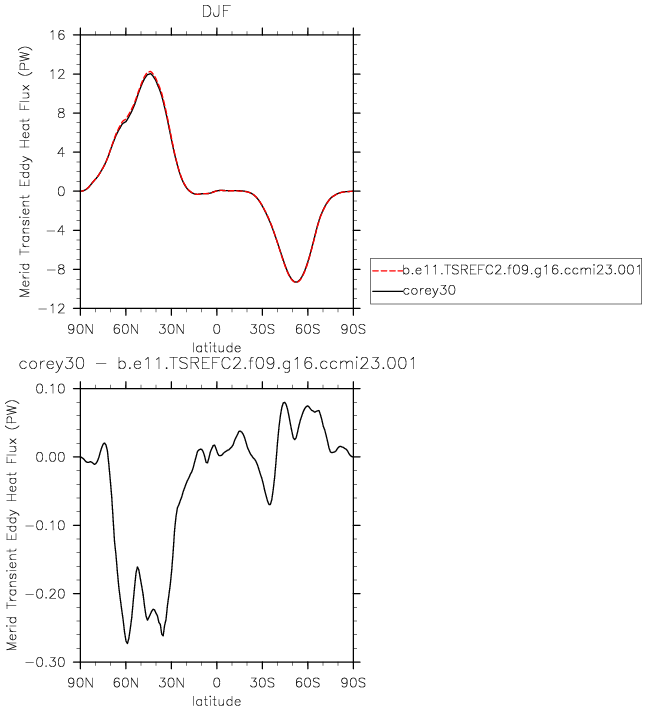 DJF
Merid Transient Eddy Heat Flux (PW)
16
12
8
4
0
-4
-8
-12
90N 60N 30N 0 30S 60S 90S
latitude
b.e11.TSREFC2.f09.g16.ccmi23.001
corey30
corey30 - b.e11.TSREFC2.f09.g16.ccmi23.001
Merid Transient Eddy Heat Flux (PW)
0.10
0.00
-0.10
-0.20
-0.30
90N 60N 30N 0 30S 60S 90S
latitude